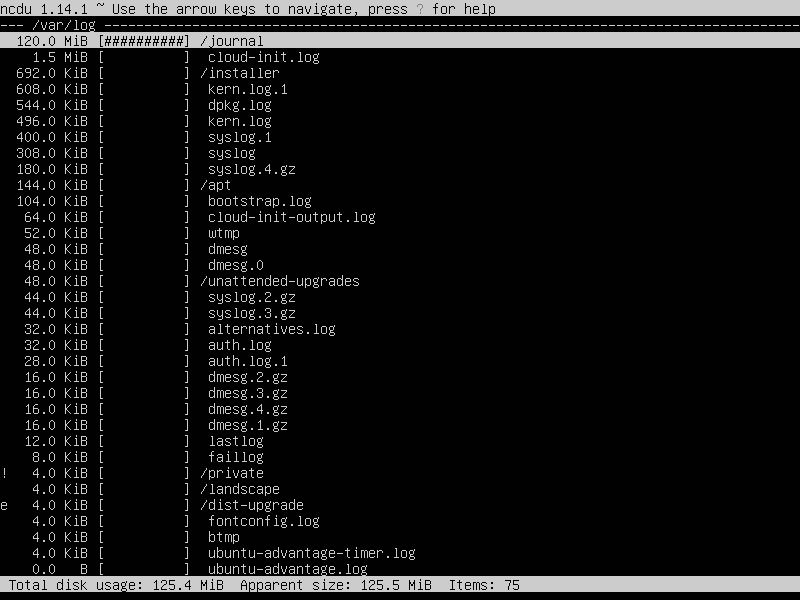 ncdu 1.14.1 ~ Use the arrow keys to navigate, press ? for help
--- /var/log ----------------------------------------------------------------------------------------
  120.0 MiB [##########] /journal
    1.5 MiB [          ]  cloud-init.log
  692.0 KiB [          ] /installer
  608.0 KiB [          ]  kern.log.1
  544.0 KiB [          ]  dpkg.log
  496.0 KiB [          ]  kern.log
  400.0 KiB [          ]  syslog.1
  308.0 KiB [          ]  syslog
  180.0 KiB [          ]  syslog.4.gz
  144.0 KiB [          ] /apt
  104.0 KiB [          ]  bootstrap.log
   64.0 KiB [          ]  cloud-init-output.log
   52.0 KiB [          ]  wtmp
   48.0 KiB [          ]  dmesg
   48.0 KiB [          ]  dmesg.0
   48.0 KiB [          ] /unattended-upgrades
   44.0 KiB [          ]  syslog.2.gz
   44.0 KiB [          ]  syslog.3.gz
   32.0 KiB [          ]  alternatives.log
   32.0 KiB [          ]  auth.log
   28.0 KiB [          ]  auth.log.1
   16.0 KiB [          ]  dmesg.2.gz
   16.0 KiB [          ]  dmesg.3.gz
   16.0 KiB [          ]  dmesg.4.gz
   16.0 KiB [          ]  dmesg.1.gz
   12.0 KiB [          ]  lastlog
    8.0 KiB [          ]  faillog
!   4.0 KiB [          ] /private
    4.0 KiB [          ] /landscape
e   4.0 KiB [          ] /dist-upgrade
    4.0 KiB [          ]  fontconfig.log
    4.0 KiB [          ]  btmp
    4.0 KiB [          ]  ubuntu-advantage-timer.log
    0.0   B [          ]  ubuntu-advantage.log
 Total disk usage: 125.4 MiB  Apparent size: 125.5 MiB  Items: 75